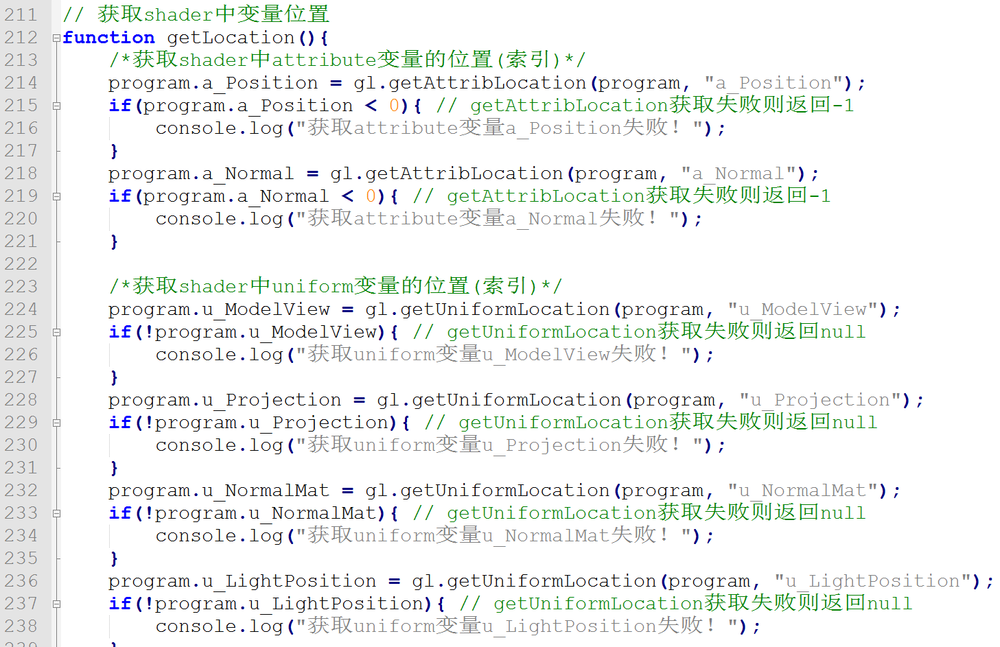 211 // 获取shader中变量位置
212 function getLocation(){
213     /*获取shader中attribute变量的位置(索引)*/
214     program.a_Position = gl.getAttribLocation(program, "a_Position");
215     if(program.a_Position < 0){ // getAttribLocation获取失败则返回-1
216         console.log("获取attribute变量a_Position失败！");
217     }
218     program.a_Normal = gl.getAttribLocation(program, "a_Normal");
219     if(program.a_Normal < 0){ // getAttribLocation获取失败则返回-1
220         console.log("获取attribute变量a_Normal失败！");
221     }
222
223     /*获取shader中uniform变量的位置(索引)*/
224     program.u_ModelView = gl.getUniformLocation(program, "u_ModelView");
225     if(!program.u_ModelView){ // getUniformLocation获取失败则返回null
226         console.log("获取uniform变量u_ModelView失败！");
227     }
228     program.u_Projection = gl.getUniformLocation(program, "u_Projection");
229     if(!program.u_Projection){ // getUniformLocation获取失败则返回null
230         console.log("获取uniform变量u_Projection失败！");
231     }
232     program.u_NormalMat = gl.getUniformLocation(program, "u_NormalMat");
233     if(!program.u_NormalMat){ // getUniformLocation获取失败则返回null
234         console.log("获取uniform变量u_NormalMat失败！");
235     }
236     program.u_LightPosition = gl.getUniformLocation(program, "u_LightPosition");
237     if(!program.u_LightPosition){ // getUniformLocation获取失败则返回null
238         console.log("获取uniform变量u_LightPosition失败！");
239     }